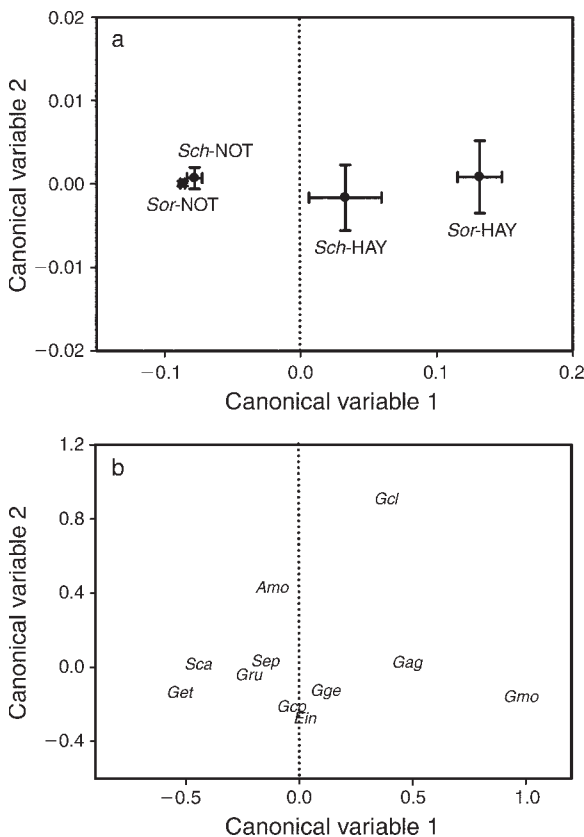 0.02
a
0.01
Sch-NOT
0.00
Sor-NOT
Sch-HAY
Sor-HAY
−0.01
−0.02
Canonical variable 2
−0.1
0.0
0.1
0.2
Canonical variable 1
1.2
b
Gcl
0.8
Amo
0.4
Sca
Sep
Gag
0.0
Gru
Get
Gge
Gmo
Gcp
Ein
−0.4
Canonical variable 2
−0.5
0.0
0.5
1.0
Canonical variable 1